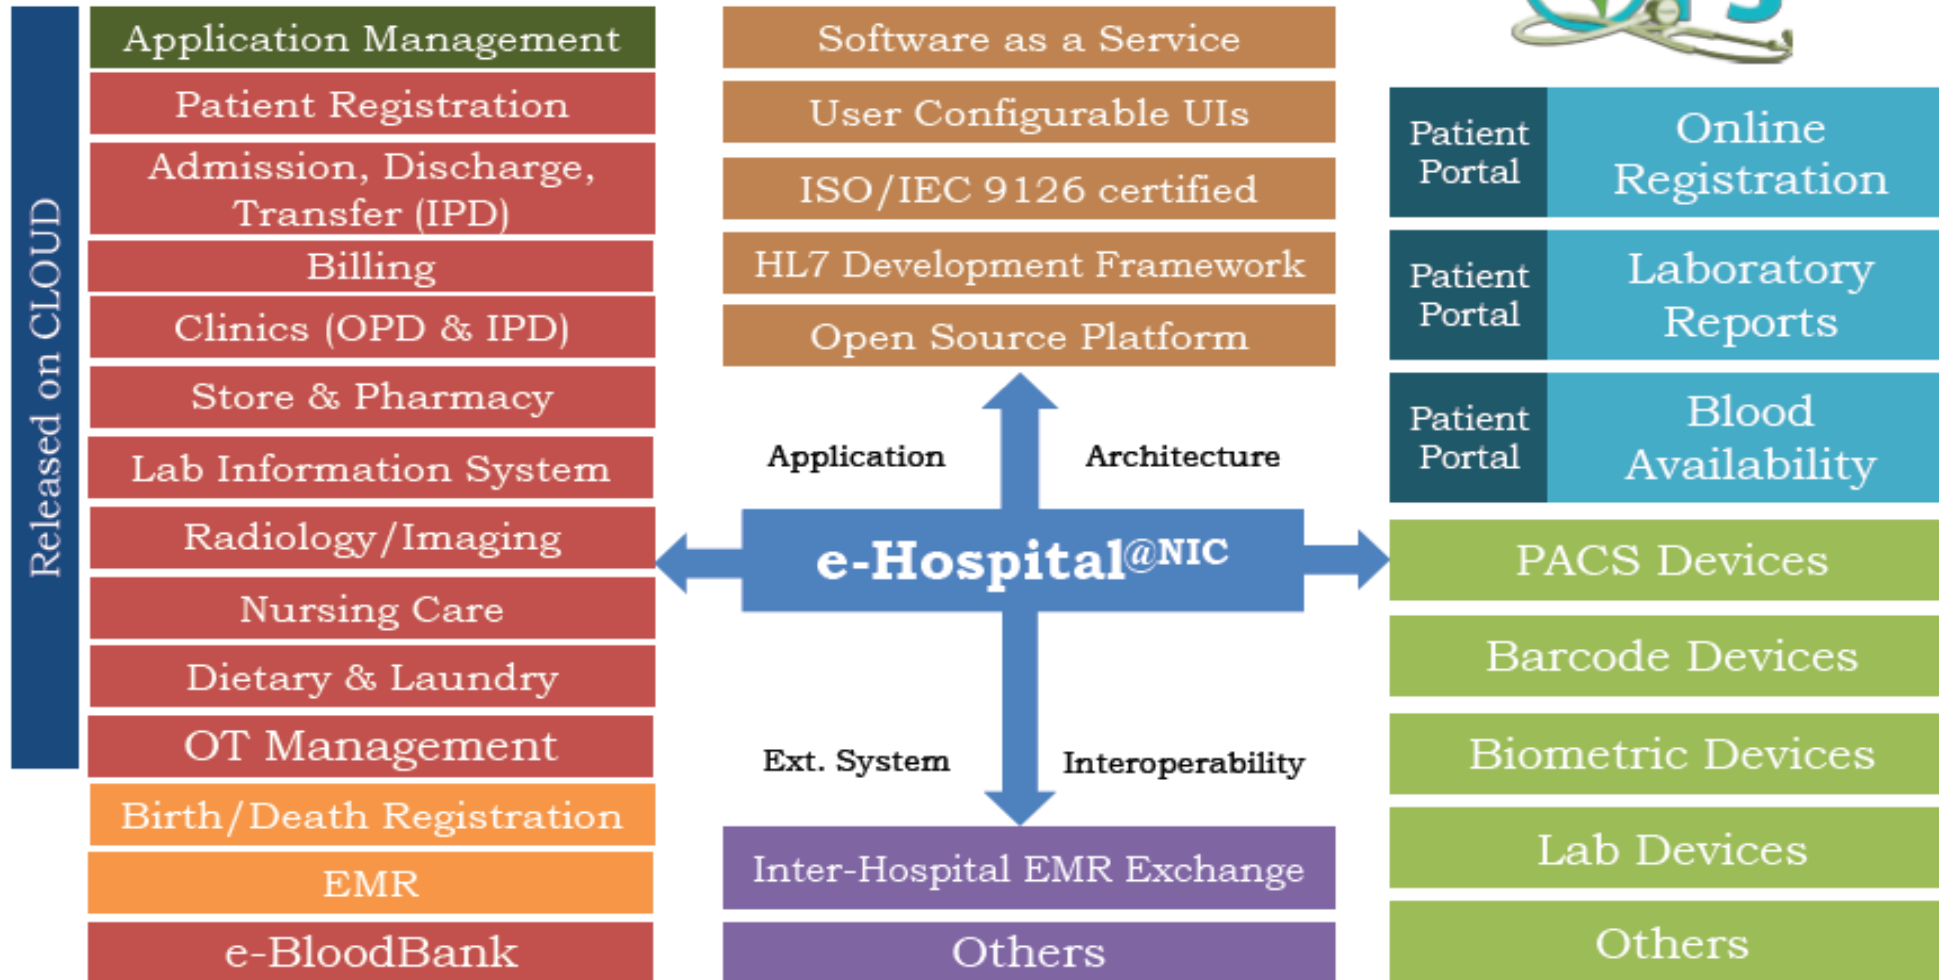 Released on CLOUD
Application Management
Patient Registration
Admission, Discharge,
Transfer (IPD)
Billing
Clinics (OPD & IPD)
Store & Pharmacy
Lab Information System
Radiology/Imaging
Nursing Care
Dietary & Laundry
OT Management
Birth/Death Registration
EMR
e-BloodBank
Software as a Service
User Configurable UIs
ISO/IEC 9126 certified
HL7 Development Framework
Open Source Platform
Application Architecture
e-Hospital@NIC
Ext. System Interoperability
Inter-Hospital EMR Exchange
Others
Patient
Portal
Online
Registration
Patient
Portal
Laboratory
Reports
Patient
Portal
Blood
Availability
PACS Devices
Barcode Devices
Biometric Devices
Lab Devices
Others